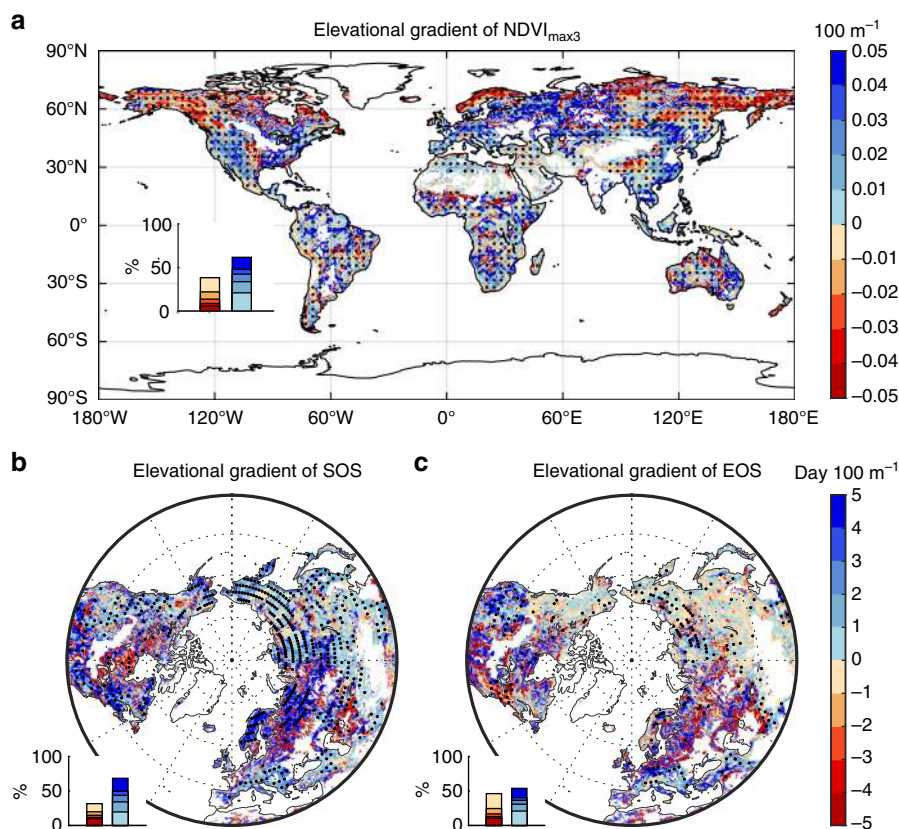 a
Elevational gradient of NDVImax3
100 m−1
90°N
60°N
30°N
0°
30°S
60°S
90°S
180°W
120°W
60°W
0°
60°E
120°E
180°E
100
50
0
%
0.05
0.04
0.03
0.02
0.01
0
−0.01
−0.02
−0.03
−0.04
−0.05
b
Elevational gradient of SOS
100
50
0
%
c
Elevational gradient of EOS
100
50
0
%
Day 100 m−1
5
4
3
2
1
0
−1
−2
−3
−4
−5